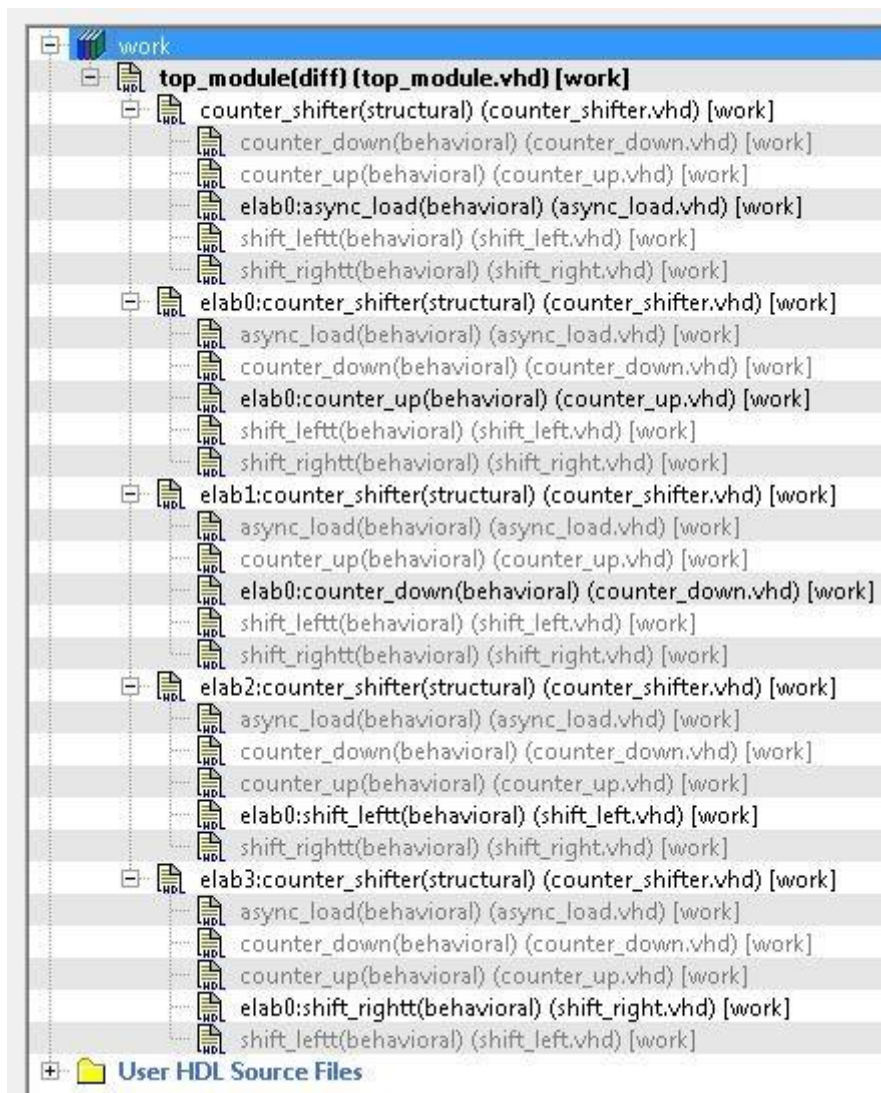 work
top_module(diff) (top_module.vhd) [work]
counter_shifter(structural) (counter_shifter.vhd) [work]
counter_down(behavioral) (counter_down.vhd) [work]
counter_up(behavioral) (counter_up.vhd) [work]
elab0:async_load(behavioral) (async_load.vhd) [work]
shift_leftt(behavioral) (shift_left.vhd) [work]
shift_rightt(behavioral) (shift_right.vhd) [work]
elab0:counter_shifter(structural) (counter_shifter.vhd) [work]
async_load(behavioral) (async_load.vhd) [work]
counter_down(behavioral) (counter_down.vhd) [work]
elab0:counter_up(behavioral) (counter_up.vhd) [work]
shift_leftt(behavioral) (shift_left.vhd) [work]
shift_rightt(behavioral) (shift_right.vhd) [work]
elab1:counter_shifter(structural) (counter_shifter.vhd) [work]
async_load(behavioral) (async_load.vhd) [work]
counter_up(behavioral) (counter_up.vhd) [work]
elab0:counter_down(behavioral) (counter_down.vhd) [work]
shift_leftt(behavioral) (shift_left.vhd) [work]
shift_rightt(behavioral) (shift_right.vhd) [work]
elab2:counter_shifter(structural) (counter_shifter.vhd) [work]
async_load(behavioral) (async_load.vhd) [work]
counter_down(behavioral) (counter_down.vhd) [work]
counter_up(behavioral) (counter_up.vhd) [work]
elab0:shift_leftt(behavioral) (shift_left.vhd) [work]
shift_rightt(behavioral) (shift_right.vhd) [work]
elab3:counter_shifter(structural) (counter_shifter.vhd) [work]
async_load(behavioral) (async_load.vhd) [work]
counter_down(behavioral) (counter_down.vhd) [work]
counter_up(behavioral) (counter_up.vhd) [work]
elab0:shift_rightt(behavioral) (shift_right.vhd) [work]
shift_leftt(behavioral) (shift_left.vhd) [work]
User HDL Source Files